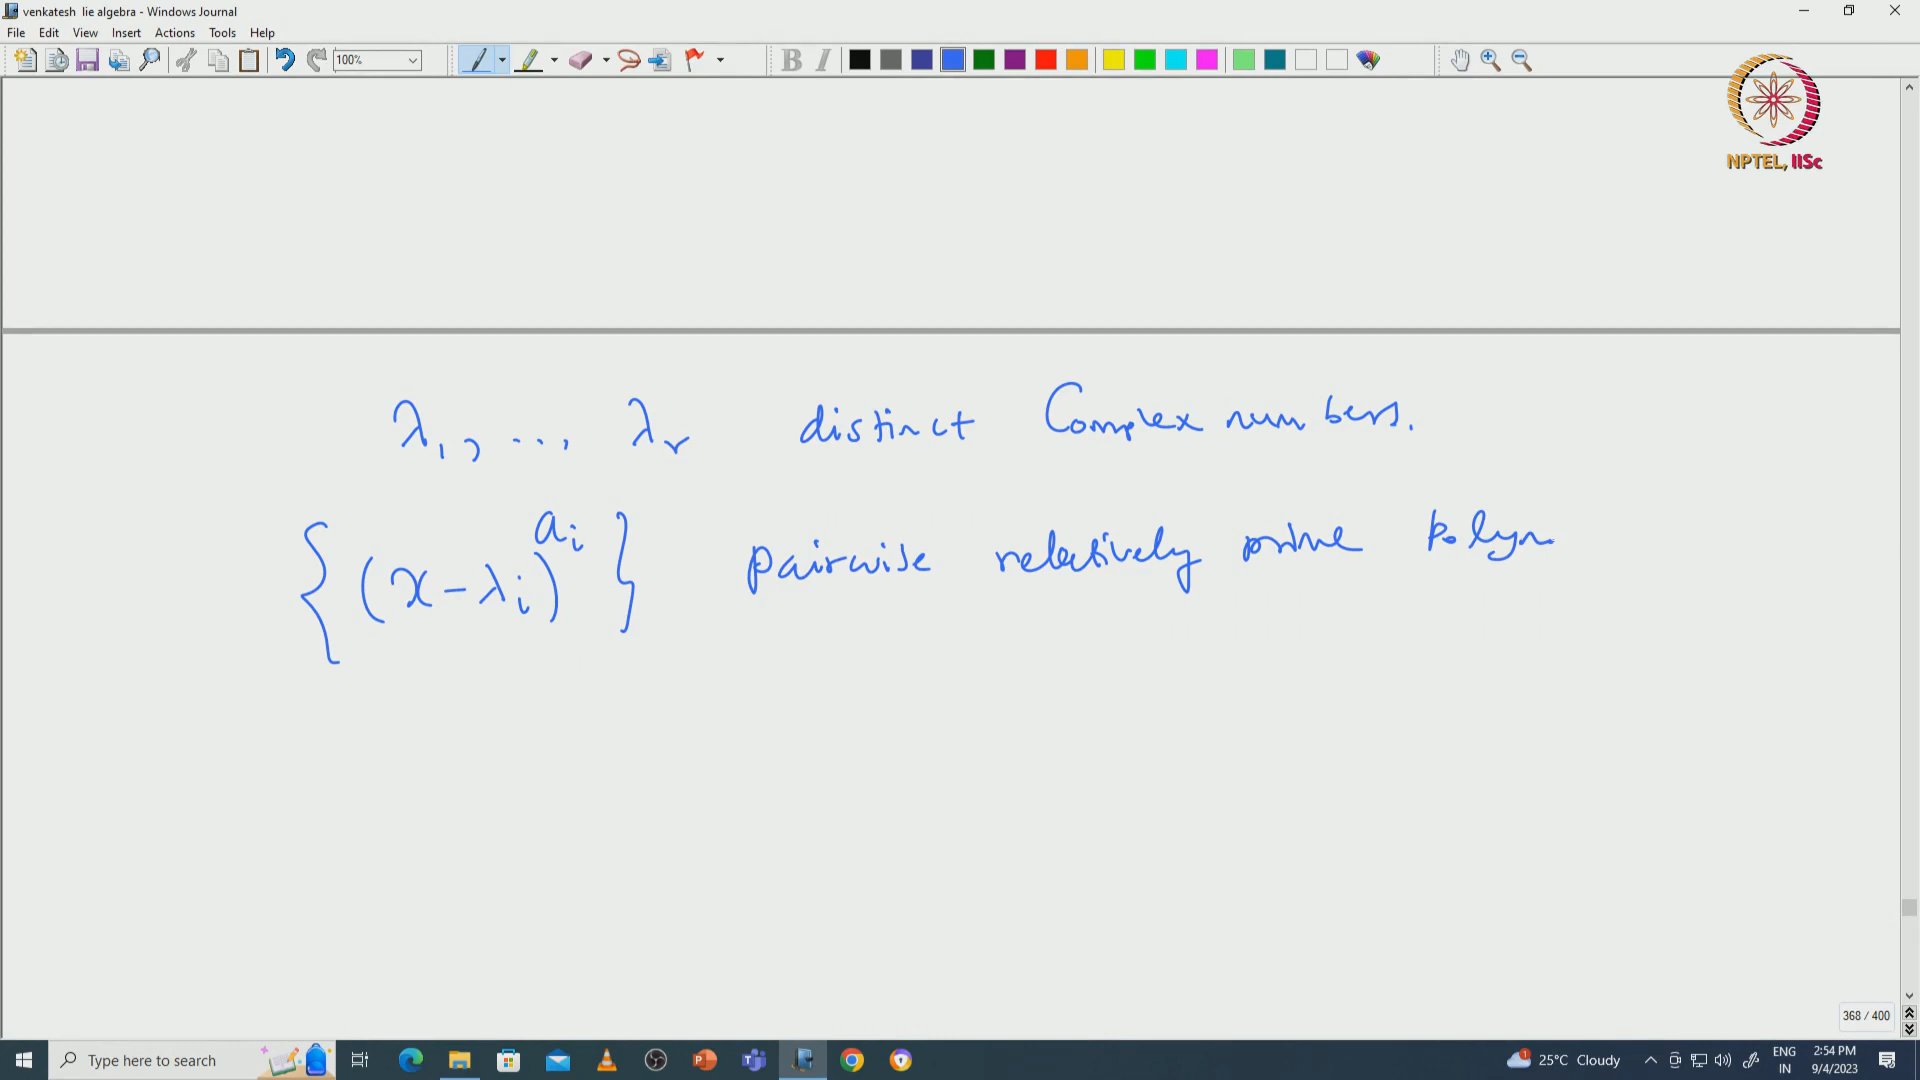 venkatesh lie algebra - Windows Journal
File Edit View Insert Actions Tools Help
100%
NPTEL, IISc
λ₁, ..., λᵣ distinct Complex numbers.
{(x-λᵢ)^{aᵢ}} pairwise relatively prime polyn
368 / 400
Type here to search
25°C Cloudy
ENG
IN
2:54 PM
9/4/2023